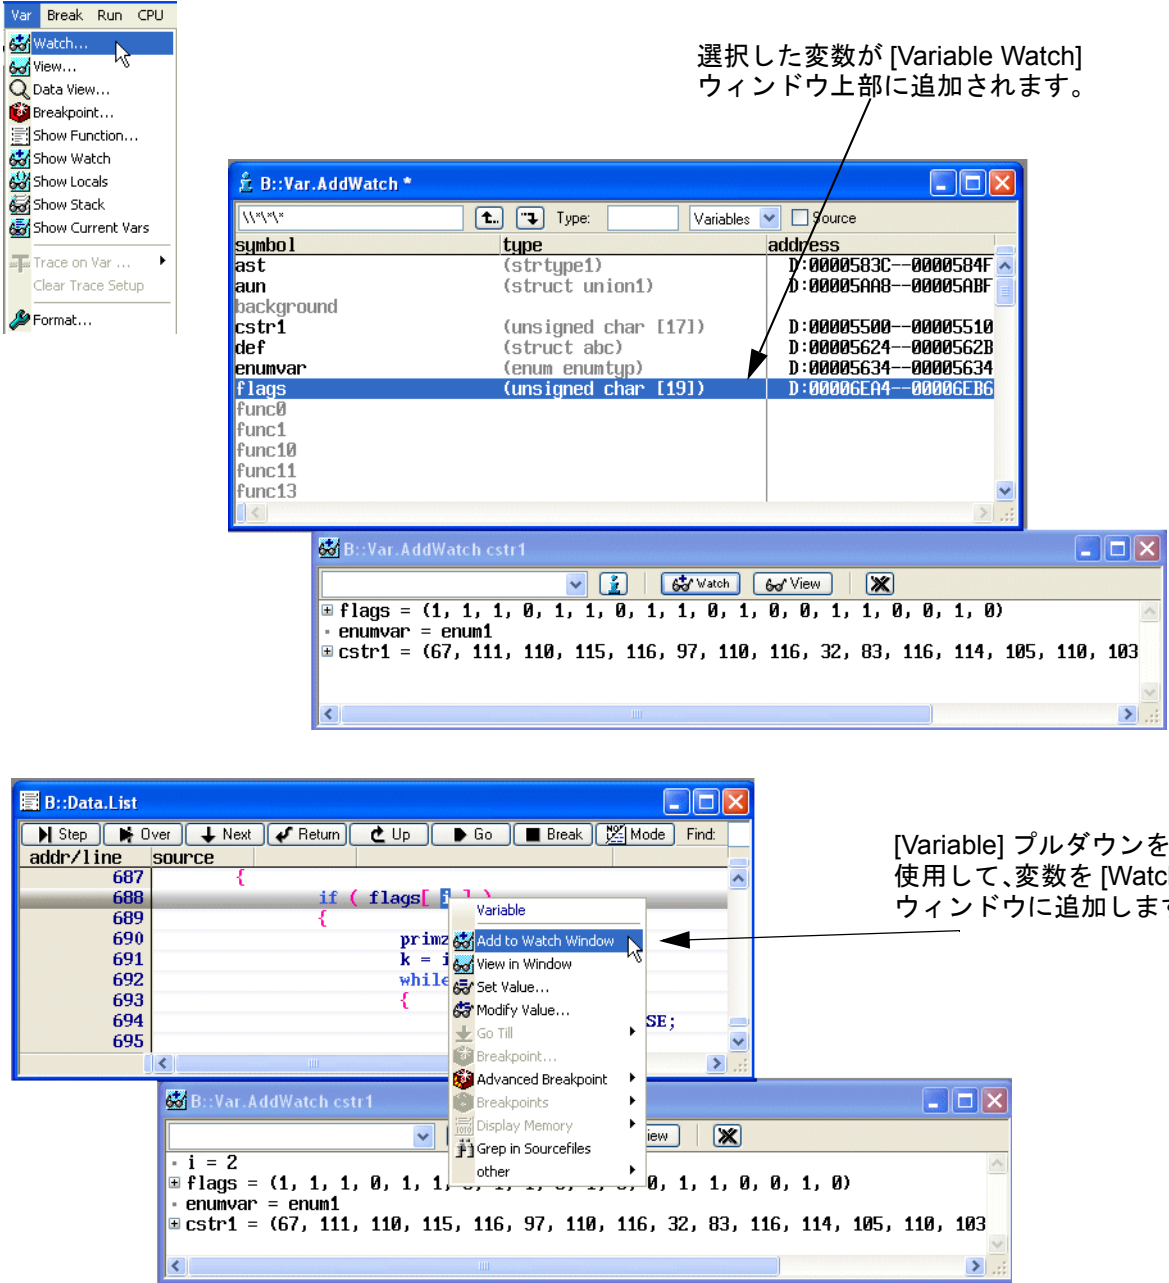 Var Break Run CPU
Watch...
View...
Data View...
Breakpoint...
Show Function...
Show Watch
Show Locals
Show Stack
Show Current Vars
Trace on Var ...
Clear Trace Setup
Format...
選択した変数が [Variable Watch]
ウィンドウ上部に追加されます。
B::Var.AddWatch *
\\*\*\* Type: Variables Source
symbol type address
ast (strtype1) D:0000583C--0000584F
aun (struct union1) D:00005AA8--00005ABF
background
cstr1 (unsigned char [17]) D:00005500--00005510
def (struct abc) D:00005624--0000562B
enumvar (enum enumtyp) D:00005634--00005634
flags (unsigned char [19]) D:00006EA4--00006EB6
func0
func1
func10
func11
func13
B::Var.AddWatch cstr1
Watch View
flags = (1, 1, 1, 0, 1, 1, 0, 1, 1, 0, 1, 0, 0, 1, 1, 0, 0, 1, 0)
enumvar = enum1
cstr1 = (67, 111, 110, 115, 116, 97, 110, 116, 32, 83, 116, 114, 105, 110, 103
B::Data.List
Step Over Next Return Up Go Break Mode Find:
addr/line source
687 {
688 if ( flags[ i ] )
689 {
690 primz
691 k = i
692 while
693 {
694 SE;
695
Variable
Add to Watch Window
View in Window
Set Value...
Modify Value...
Go Till
Breakpoint...
Advanced Breakpoint
Breakpoints
Display Memory
Grep in Sourcefiles
other
[Variable] プルダウンを
使用して、変数を [Watch
ウィンドウに追加します
B::Var.AddWatch cstr1
iew
i = 2
flags = (1, 1, 1, 0, 1, 1, 0, 1, 1, 0, 1, 0, 0, 1, 1, 0, 0, 1, 0)
enumvar = enum1
cstr1 = (67, 111, 110, 115, 116, 97, 110, 116, 32, 83, 116, 114, 105, 110, 103